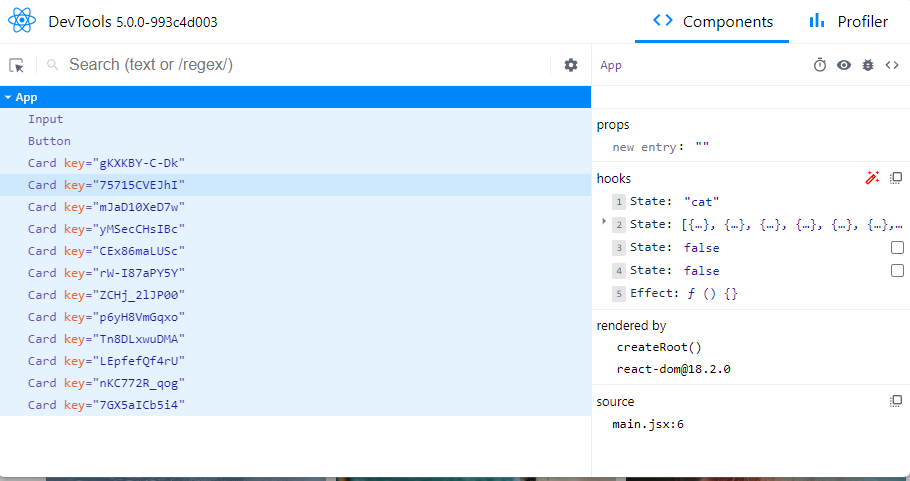 DevTools 5.0.0-993c4d003
Components
Profiler
Search (text or /regex/)
App
App
Input
Button
Card key="gKXKBY-C-Dk"
Card key="75715CVEJhI"
Card key="mJaD10XeD7w"
Card key="yMSecCHsIBc"
Card key="CEx86maLUSc"
Card key="rW-I87aPY5Y"
Card key="ZCHj_2lJP00"
Card key="p6yH8VmGqxo"
Card key="Tn8DLxwuDMA"
Card key="LEpfefQf4rU"
Card key="nKC772R_qog"
Card key="7GX5aICb5i4"
props
new entry: ""
hooks
1 State: "cat"
2 State: [{…}, {…}, {…}, {…}, {…}, {…},…
3 State: false
4 State: false
5 Effect: ƒ () {}
rendered by
createRoot()
react-dom@18.2.0
source
main.jsx:6